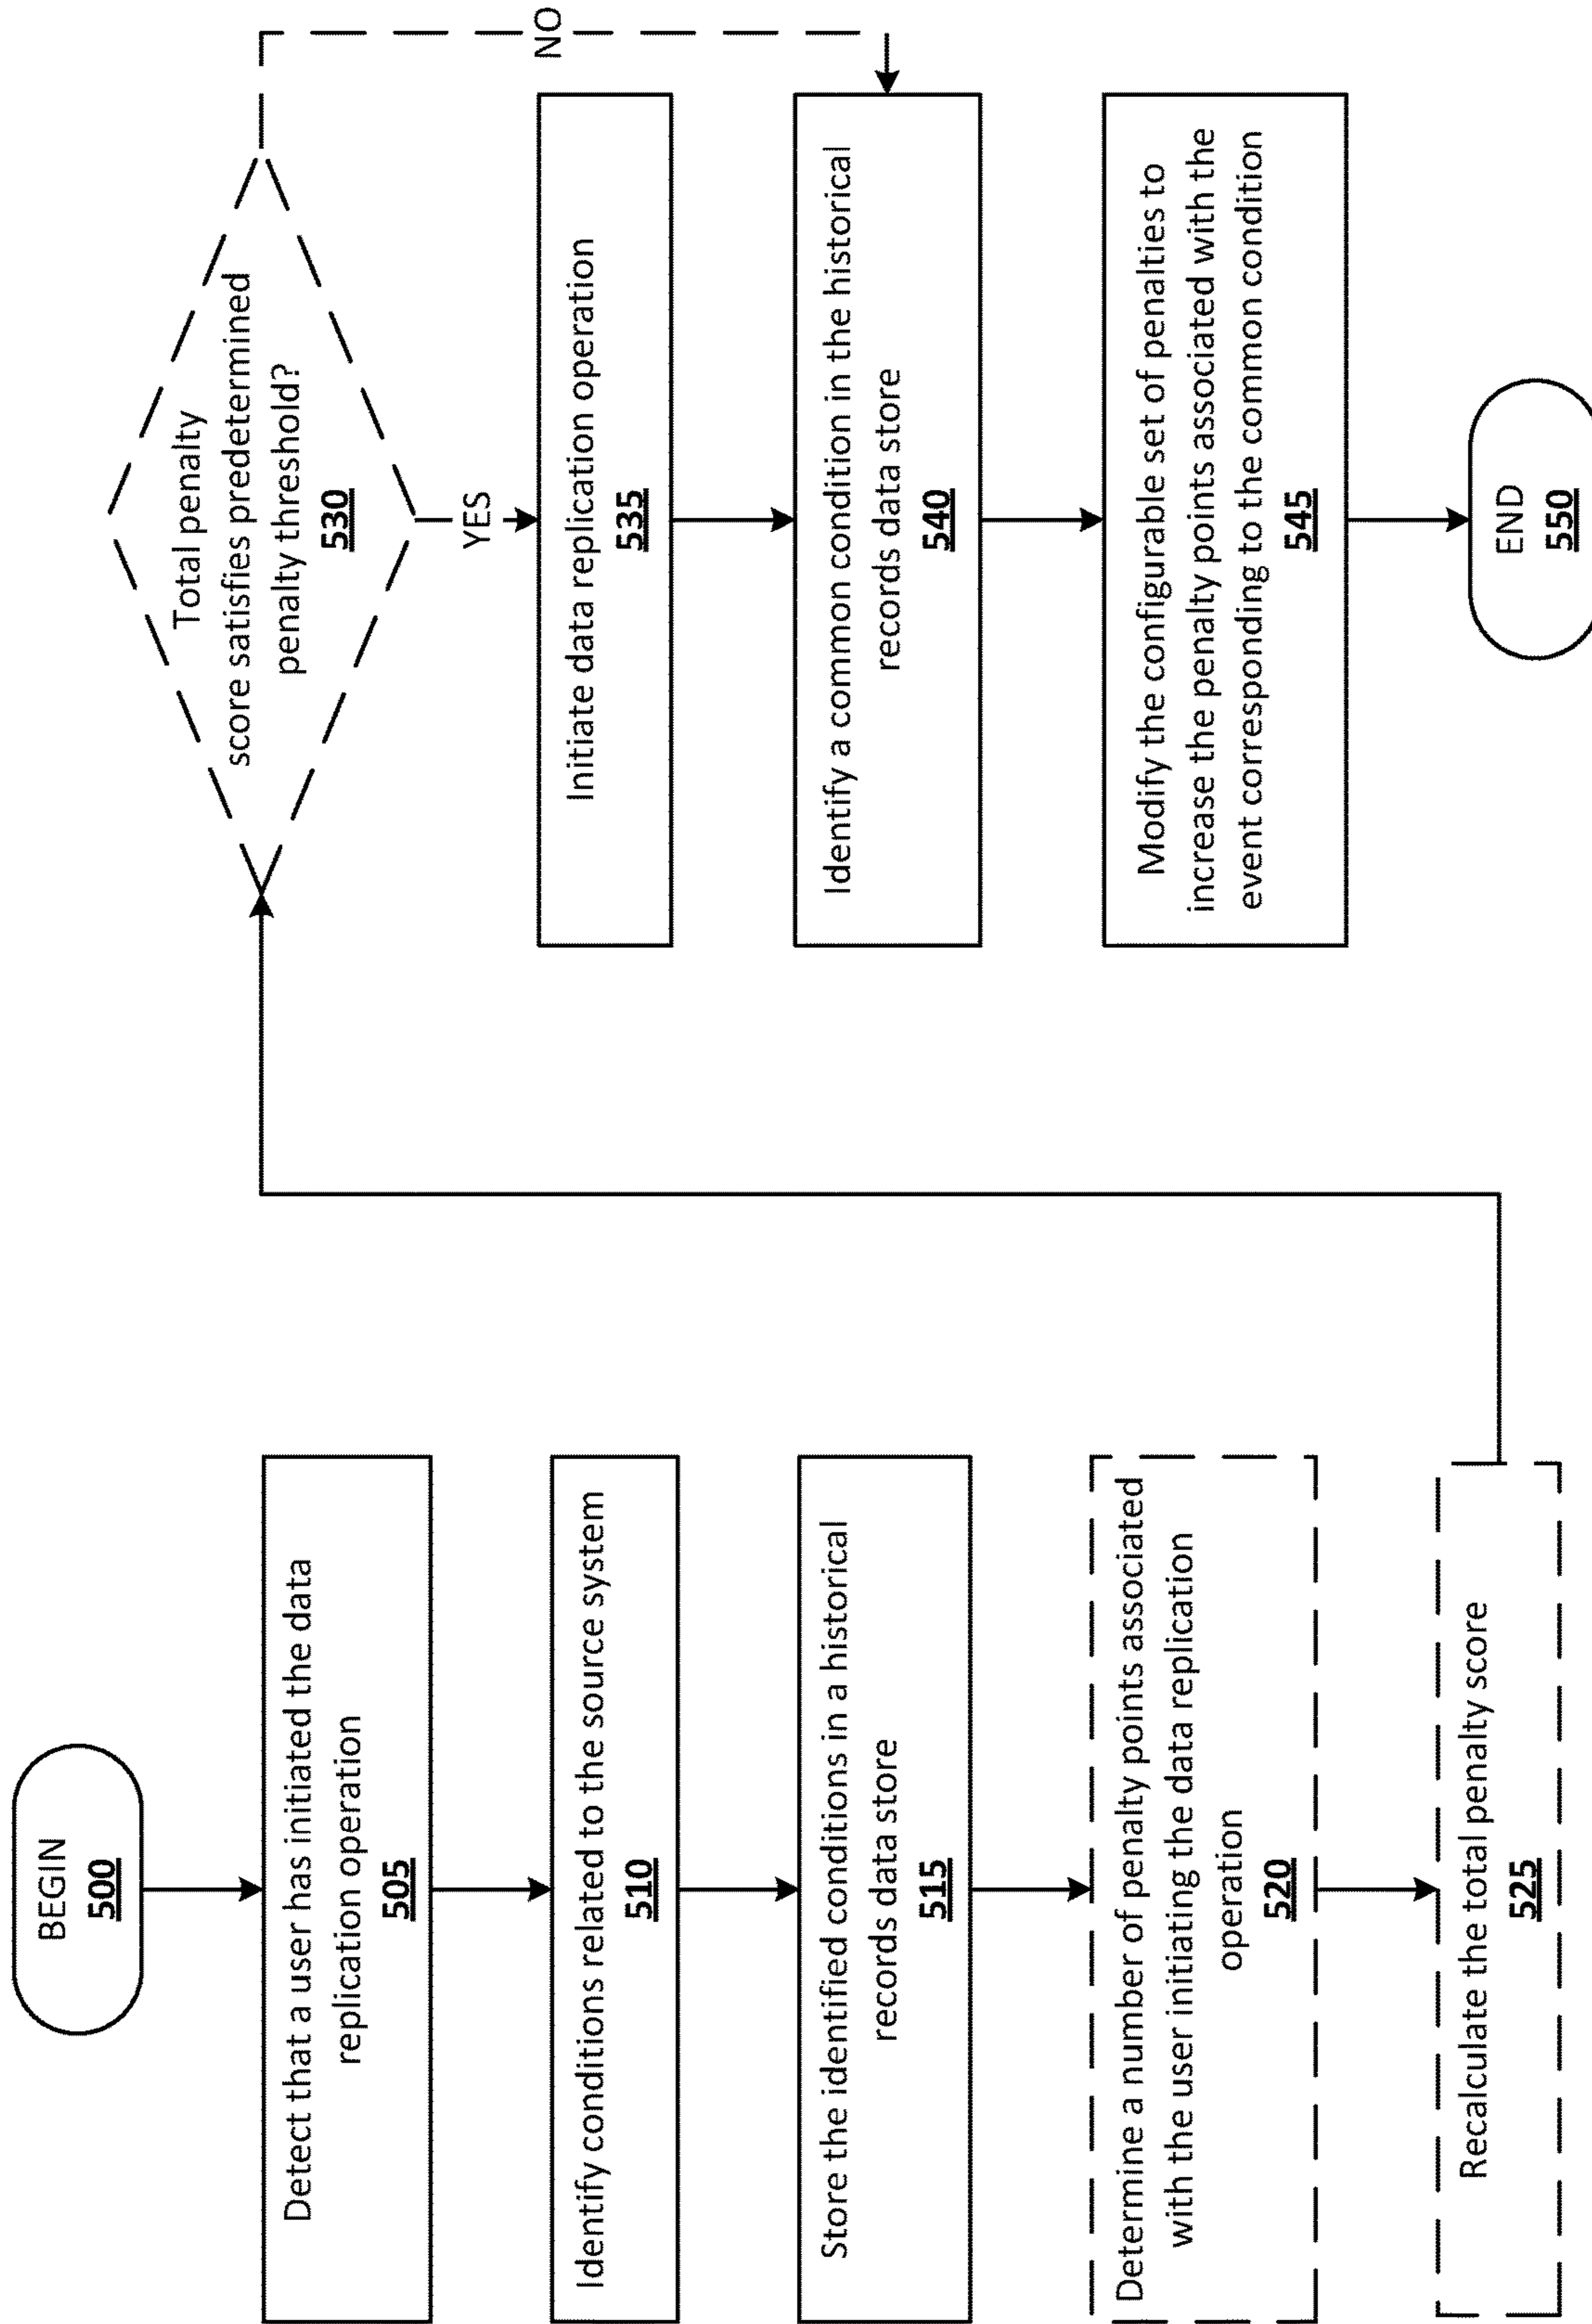 BEGIN
500
Detect that a user has initiated the data
replication operation
505
Identify conditions related to the source system
510
Store the identified conditions in a historical
records data store
515
Determine a number of penalty points associated
with the user initiating the data replication
operation
520
Recalculate the total penalty score
525
Total penalty
score satisfies predetermined
penalty threshold?
530
NO
YES
Initiate data replication operation
535
Identify a common condition in the historical
records data store
540
Modify the configurable set of penalties to
increase the penalty points associated with the
event corresponding to the common condition
545
END
550